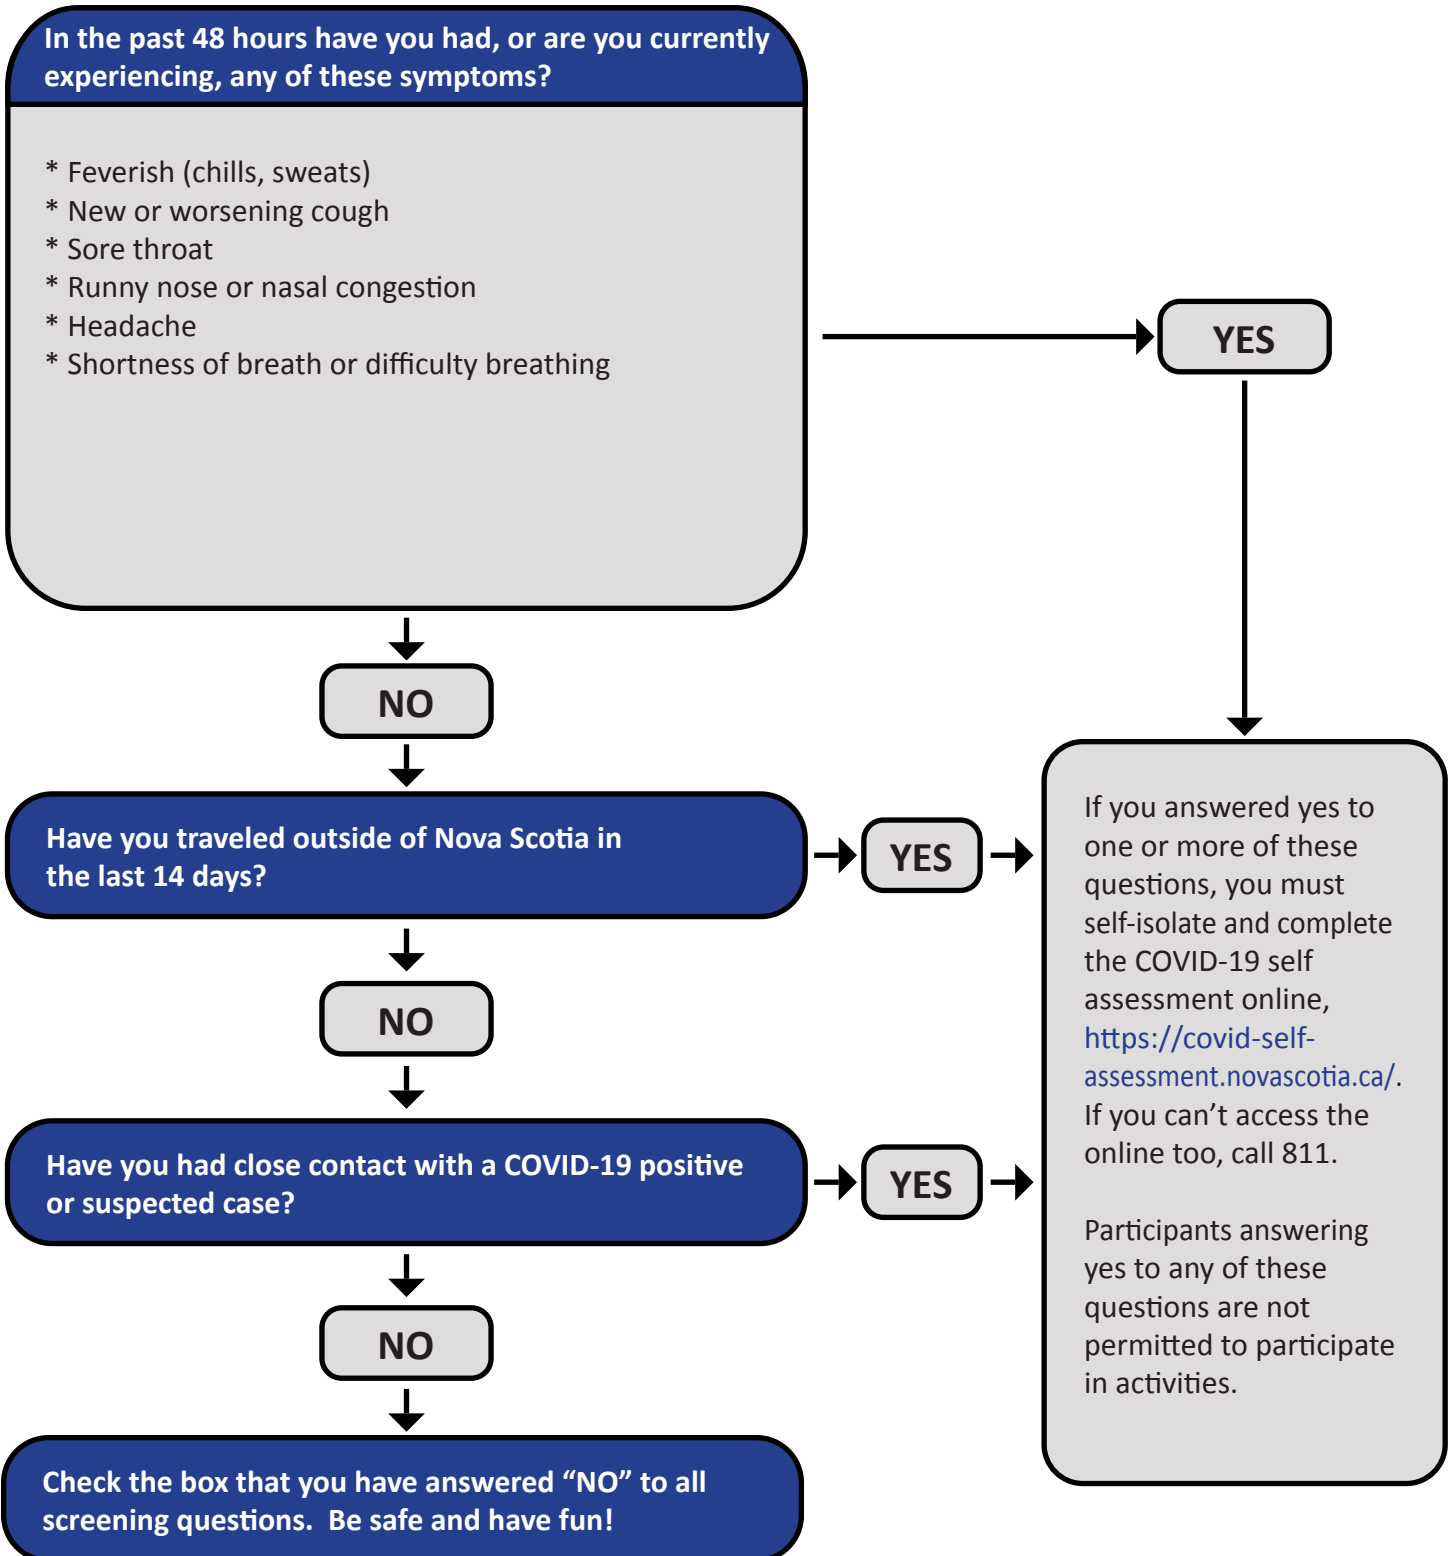 In the past 48 hours have you had, or are you currently
experiencing, any of these symptoms?
* Feverish (chills, sweats)
* New or worsening cough
* Sore throat
* Runny nose or nasal congestion
* Headache
* Shortness of breath or difficulty breathing
YES
NO
Have you traveled outside of Nova Scotia in
the last 14 days?
YES
NO
Have you had close contact with a COVID-19 positive
or suspected case?
YES
NO
Check the box that you have answered “NO” to all
screening questions.  Be safe and have fun!
If you answered yes to
one or more of these
questions, you must
self-isolate and complete
the COVID-19 self
assessment online,
https://covid-self-
assessment.novascotia.ca/.
If you can’t access the
online too, call 811.
Participants answering
yes to any of these
questions are not
permitted to participate
in activities.